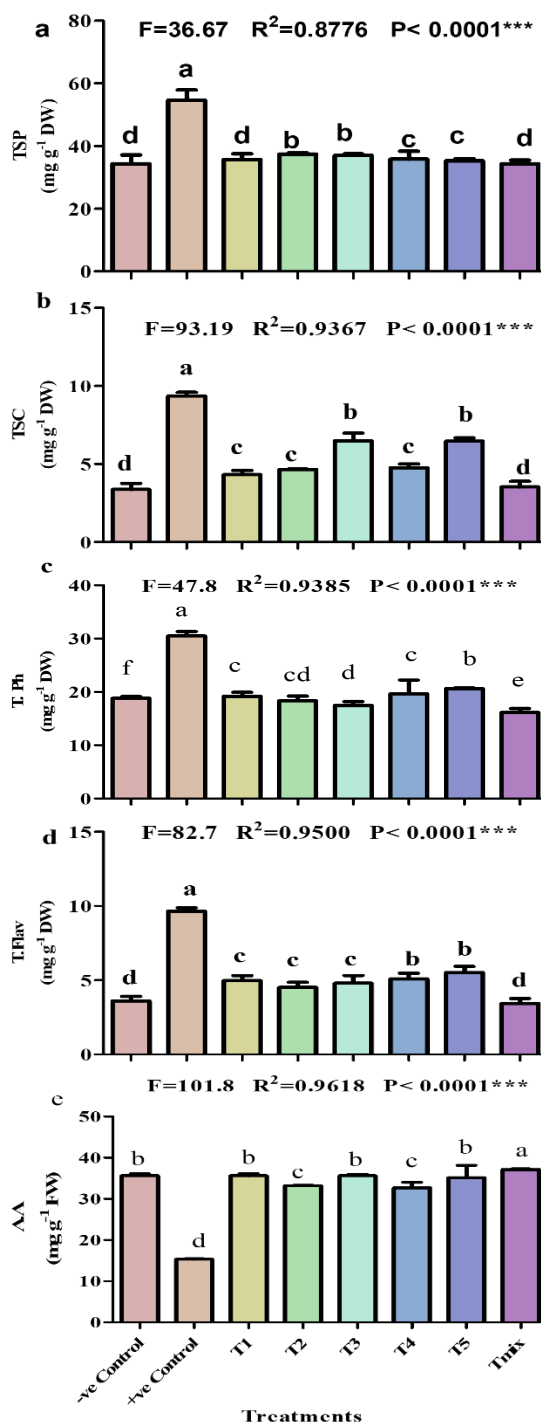 a
F=36.67 R²=0.8776 P< 0.0001***
80
60
40
20
0
TSP
(mg g⁻¹ DW)
d a d b b c c d
b
F=93.19 R²=0.9367 P< 0.0001***
15
10
5
0
TSC
(mg g⁻¹ DW)
d a c c b c b d
c
F=47.8 R²=0.9385 P< 0.0001***
40
30
20
10
0
T. Ph
(mg g⁻¹ DW)
f a c cd d c b e
d
F=82.7 R²=0.9500 P< 0.0001***
15
10
5
0
T.Flav
(mg g⁻¹ DW)
d a c c c b b d
e
F=101.8 R²=0.9618 P< 0.0001***
50
40
30
20
10
0
A.A
(mg g⁻¹ FW)
b d b c b c b a
-ve Control +ve Control T1 T2 T3 T4 T5 Tmix
Treatments